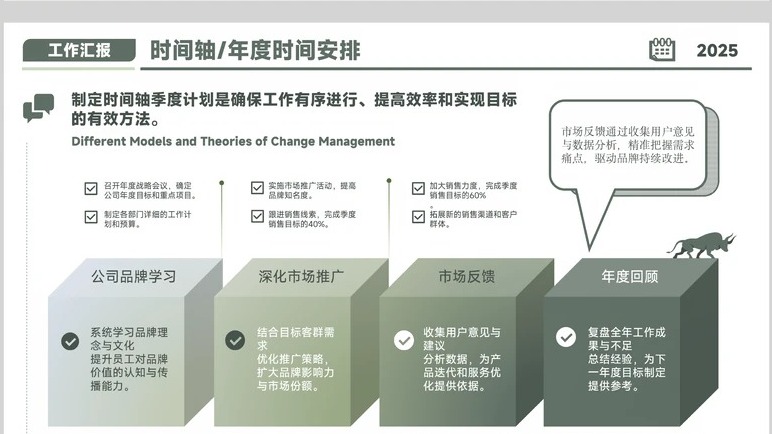 工作汇报
时间轴/年度时间安排
2025
制定时间轴季度计划是确保工作有序进行、提高效率和实现目标
的有效方法。
Different Models and Theories of Change Management
市场反馈通过收集用户意见
与数据分析，精准把握需求
痛点，驱动品牌持续改进。
召开年度战略会议，确定
公司年度目标和重点项目。
制定各部门详细的工作计
划和预算。
实施市场推广活动，提高
品牌知名度。
跟进销售线索，完成季度
销售目标的40%。
加大销售力度，完成季度
销售目标的60%
。
拓展新的销售渠道和客户
群体。
公司品牌学习
系统学习品牌理
念与文化
提升员工对品牌
价值的认知与传
播能力。
深化市场推广
结合目标客群需
求
优化推广策略，
扩大品牌影响力
与市场份额。
市场反馈
收集用户意见与
建议
分析数据，为产
品迭代和服务优
化提供依据。
年度回顾
复盘全年工作成
果与不足
总结经验，为下
一年度目标制定
提供参考。